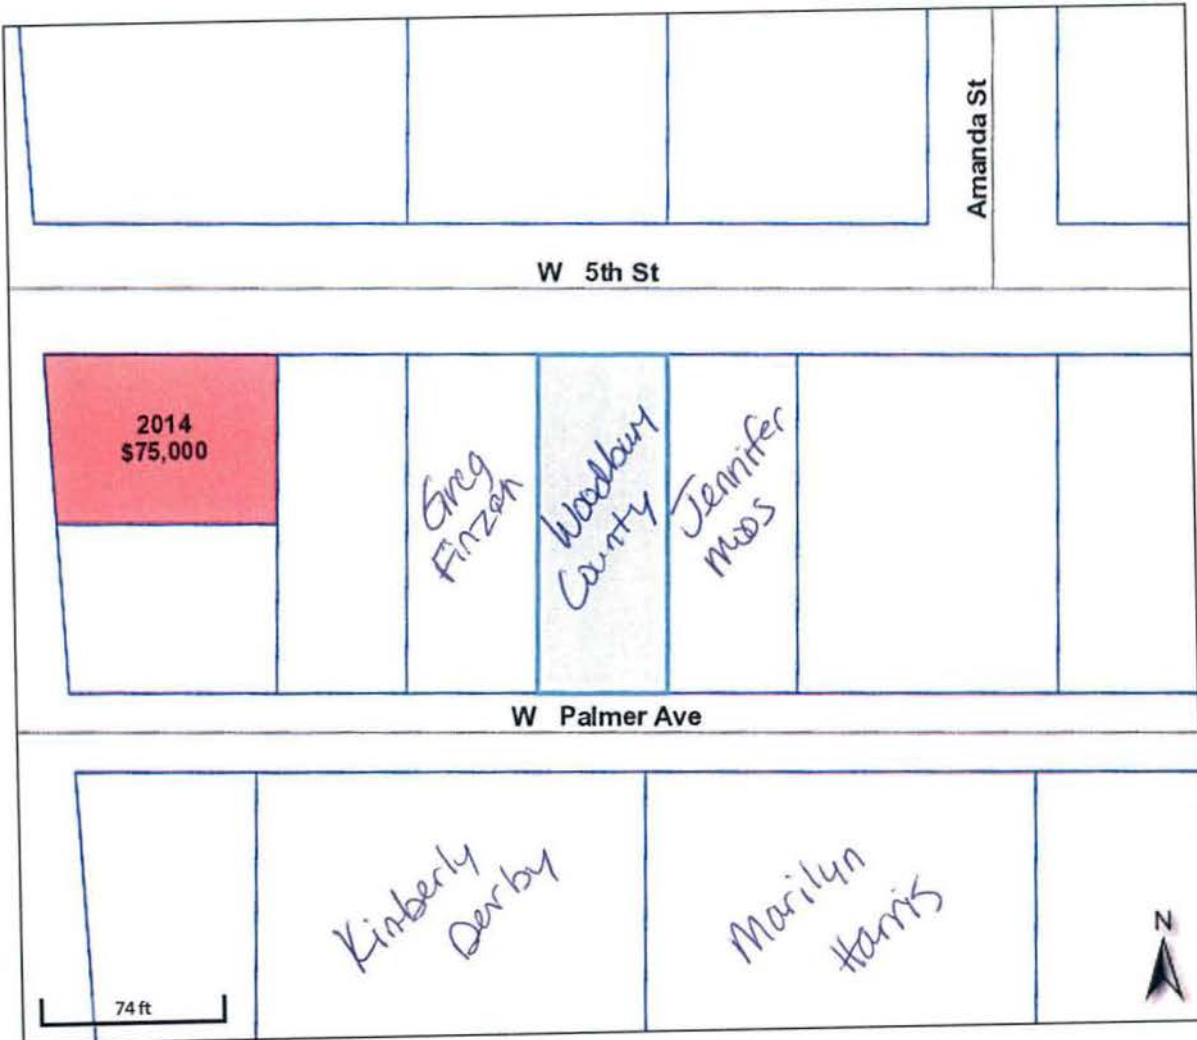 Amanda St
W 5th St
2014
$75,000
Greg
Finzen
Woodbury
County
Jennifer
Moos
W Palmer Ave
Kimberly
Derby
Marilyn
Harris
N
74 ft